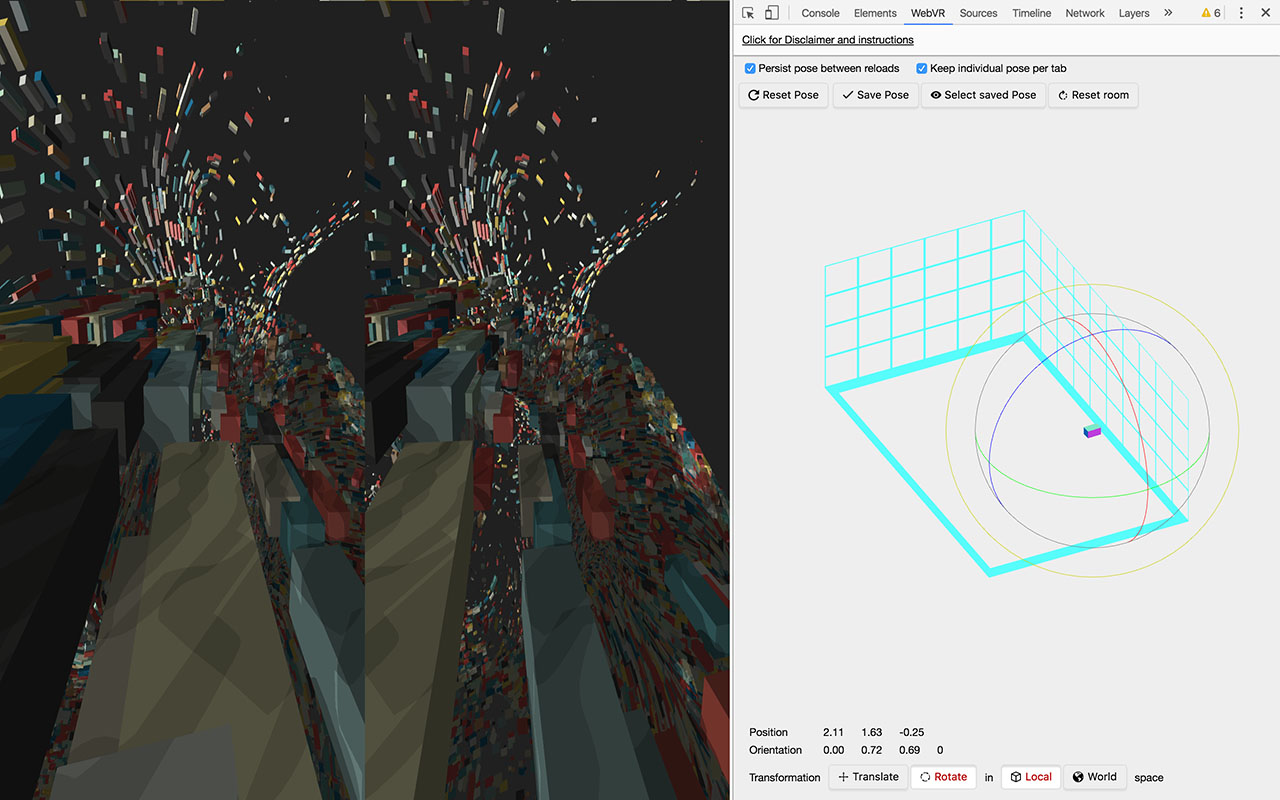 Console Elements WebVR Sources Timeline Network Layers » 6
Click for Disclaimer and instructions
Persist pose between reloads Keep individual pose per tab
Reset Pose Save Pose Select saved Pose Reset room
Position 2.11 1.63 -0.25
Orientation 0.00 0.72 0.69 0
Transformation Translate Rotate in Local World space